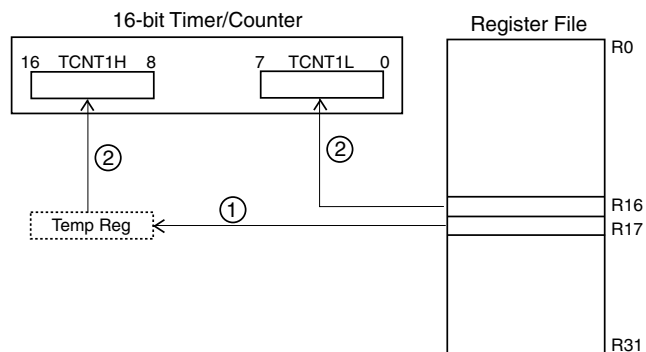 16-bit Timer/Counter
Register File
R0
16 TCNT1H 8
7 TCNT1L 0
2
2
1
R16
Temp Reg
R17
R31